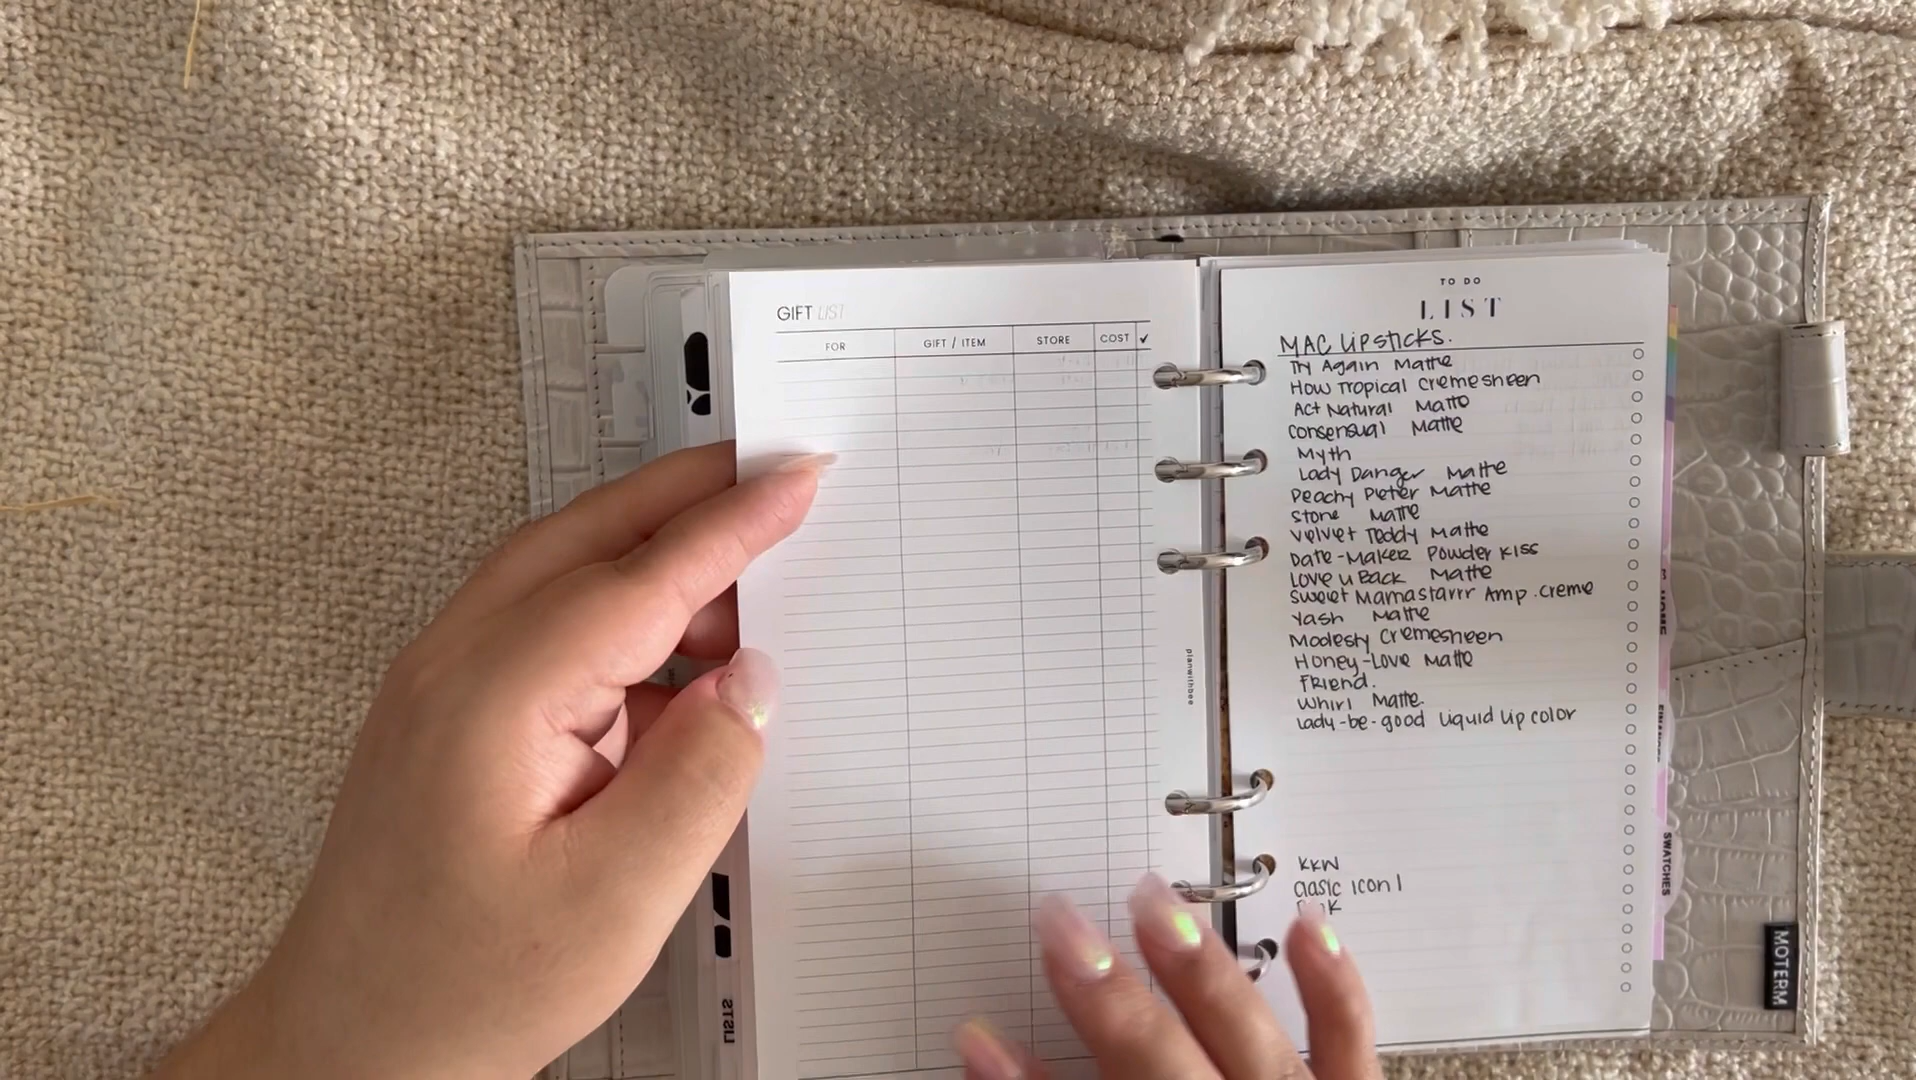 GIFT LIST
FOR GIFT / ITEM STORE COST ✓
planwithbee
LISTS
TO DO
LIST
MAC Lipsticks.
Try Again Matte
How Tropical Cremesheen
Act Natural Matte
Consensual Matte
Myth
Lady Danger Matte
Peachy Pieter Matte
Stone Matte
Velvet Teddy Matte
Date-Maker Powder Kiss
Love u Back Matte
Sweet Mamastarrr Amp.creme
Yash Matte
Modesty Cremesheen
Honey-Love Matte
Friend.
Whirl Matte.
Lady-be-good Liquid Lip color
KKW
Clasic Icon 1
HOME
SWATCHES
MOTERM